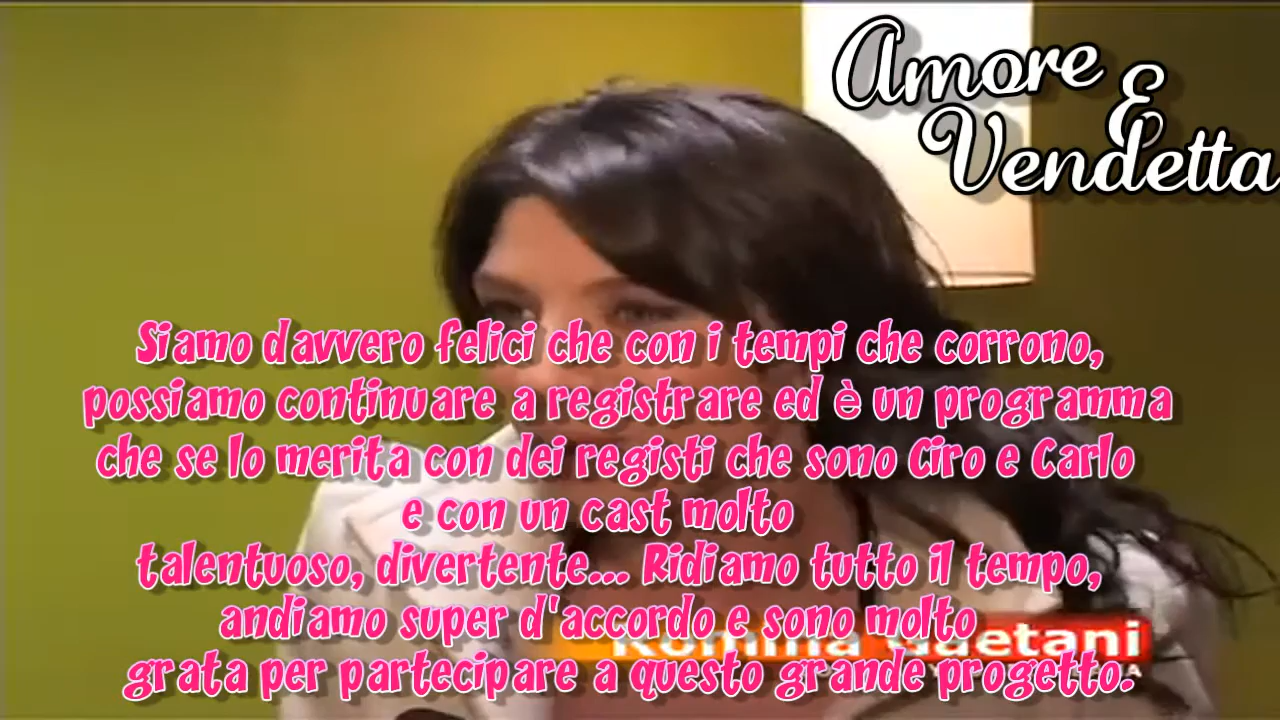 Amore
E
Vendetta
Siamo davvero felici che con i tempi che corrono,
possiamo continuare a registrare ed è un programma
che se lo merita con dei registi che sono Ciro e Carlo
e con un cast molto
talentuoso, divertente... Ridiamo tutto il tempo,
andiamo super d'accordo e sono molto
Romina Gaetani
grata per partecipare a questo grande progetto.